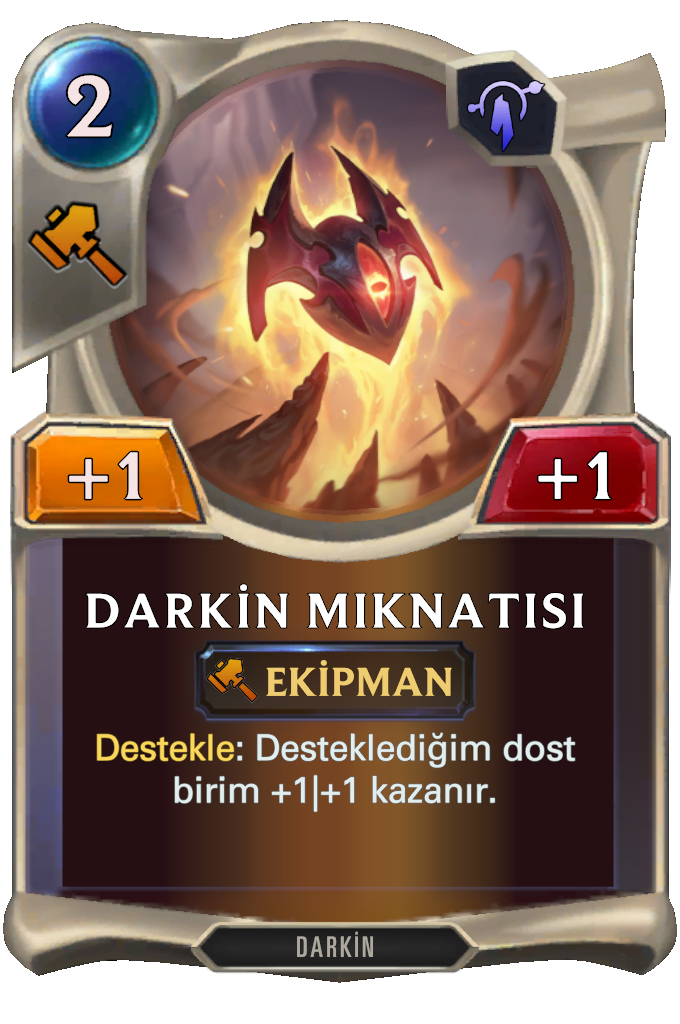 2
+1
+1
DARKİN MIKNATISI
EKİPMAN
Destekle: Desteklediğim dost
birim +1|+1 kazanır.
DARKİN